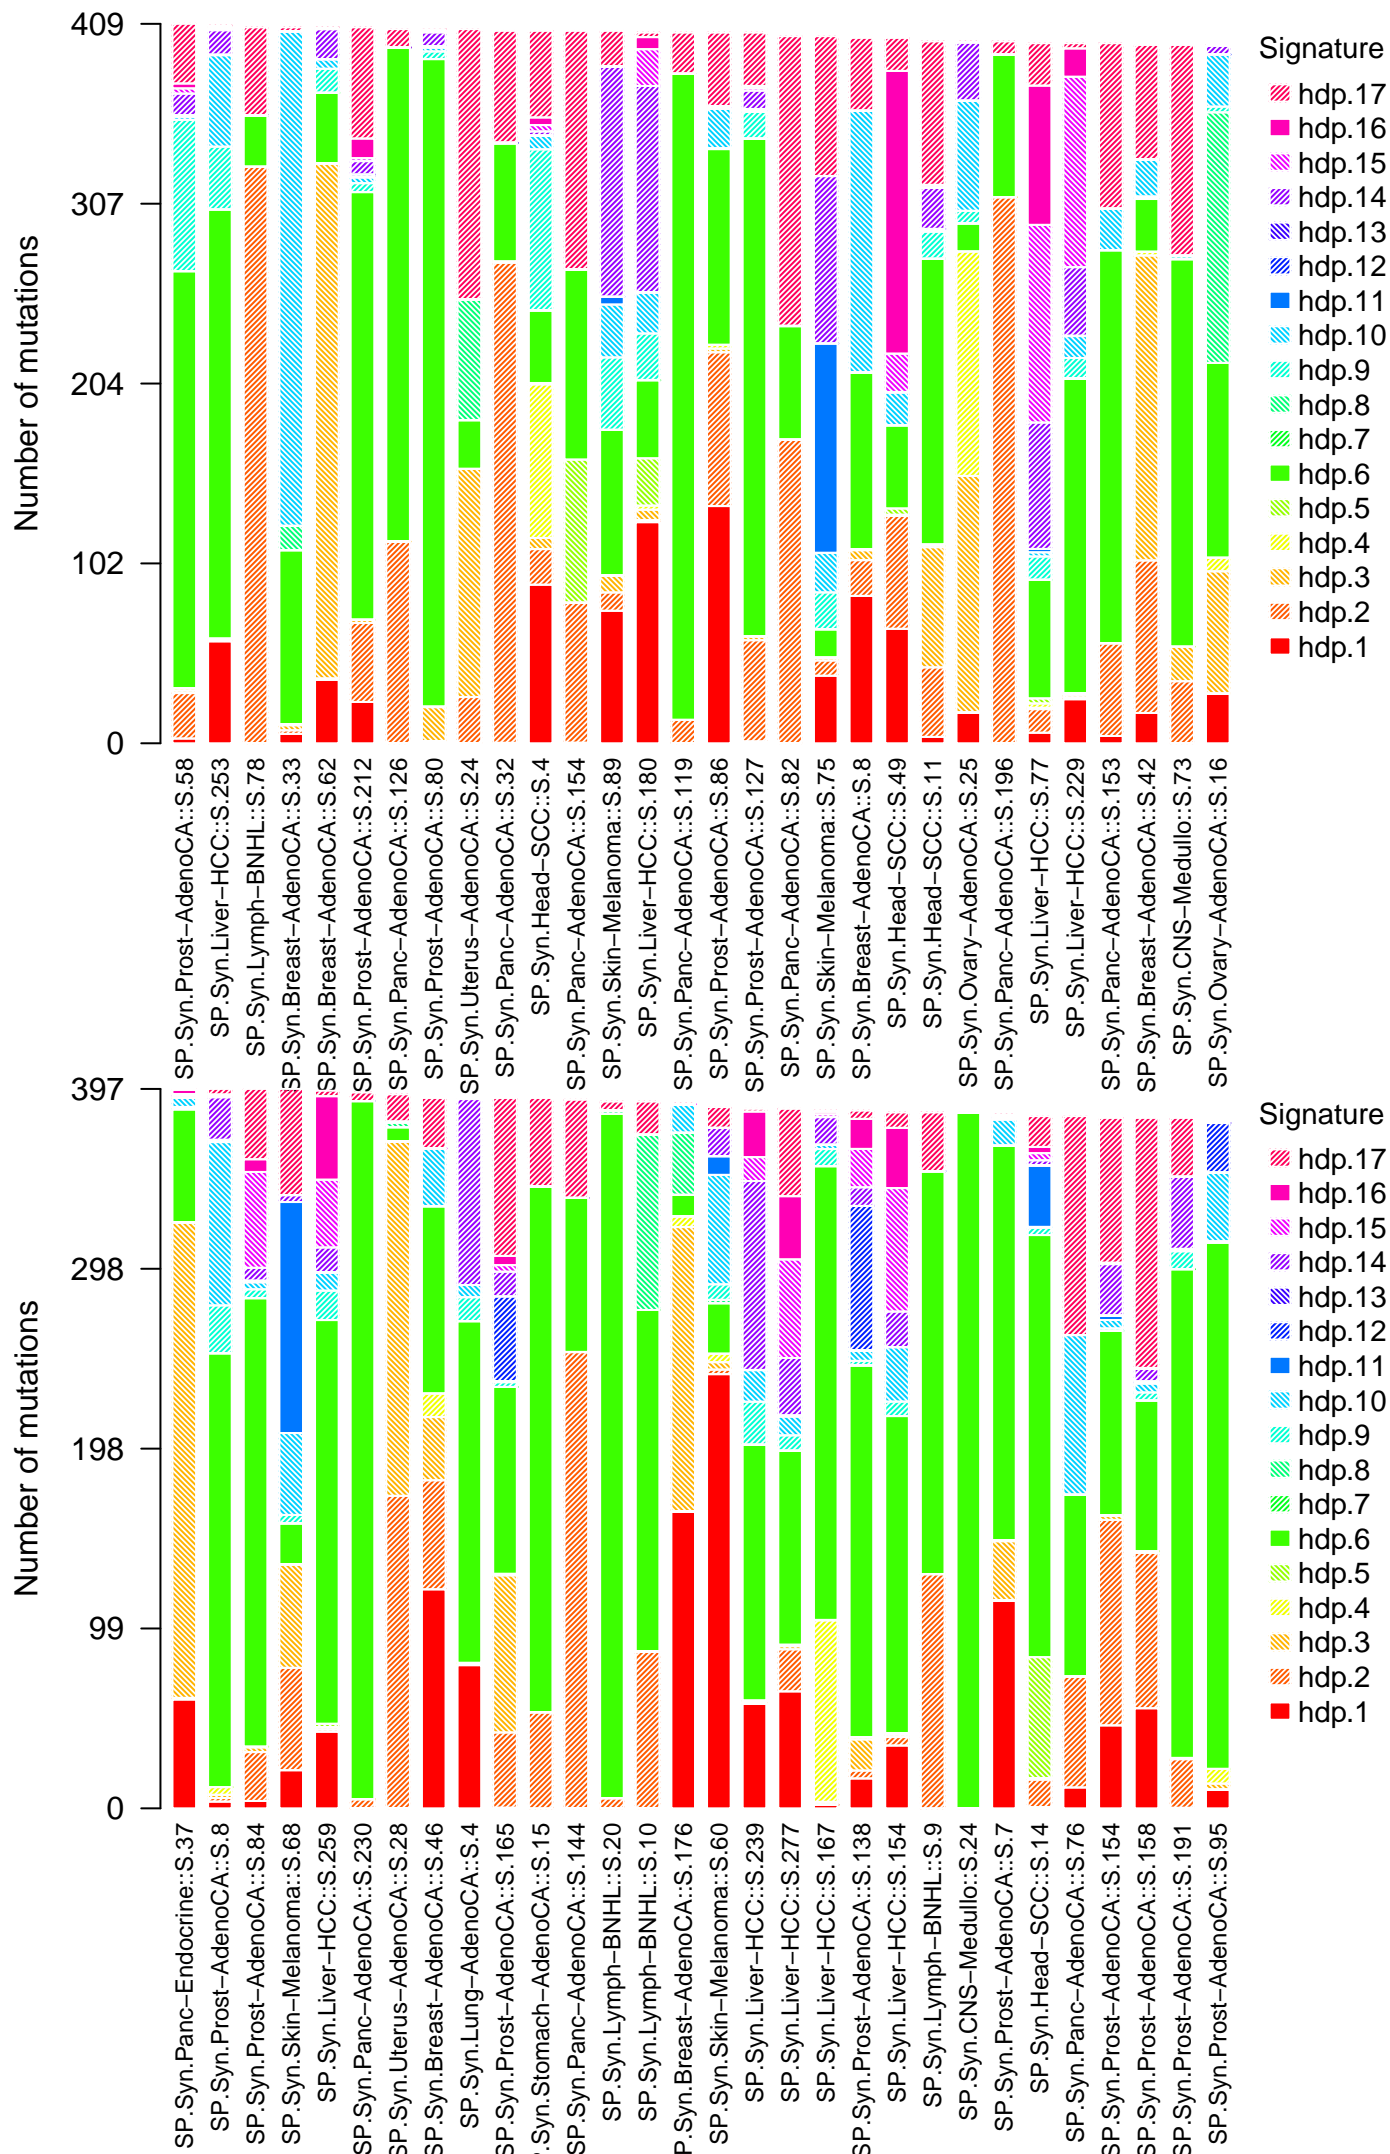 Number of mutations
409
307
204
102
0
SP.Syn.Prost−AdenoCA::S.58
SP.Syn.Liver−HCC::S.253
SP.Syn.Lymph−BNHL::S.78
SP.Syn.Breast−AdenoCA::S.33
SP.Syn.Breast−AdenoCA::S.62
SP.Syn.Prost−AdenoCA::S.212
SP.Syn.Panc−AdenoCA::S.126
SP.Syn.Prost−AdenoCA::S.80
SP.Syn.Uterus−AdenoCA::S.24
SP.Syn.Panc−AdenoCA::S.32
SP.Syn.Head−SCC::S.4
SP.Syn.Panc−AdenoCA::S.154
SP.Syn.Skin−Melanoma::S.89
SP.Syn.Liver−HCC::S.180
SP.Syn.Panc−AdenoCA::S.119
SP.Syn.Prost−AdenoCA::S.86
SP.Syn.Prost−AdenoCA::S.127
SP.Syn.Panc−AdenoCA::S.82
SP.Syn.Skin−Melanoma::S.75
SP.Syn.Breast−AdenoCA::S.8
SP.Syn.Head−SCC::S.49
SP.Syn.Head−SCC::S.11
SP.Syn.Ovary−AdenoCA::S.25
SP.Syn.Panc−AdenoCA::S.196
SP.Syn.Liver−HCC::S.77
SP.Syn.Liver−HCC::S.229
SP.Syn.Panc−AdenoCA::S.153
SP.Syn.Breast−AdenoCA::S.42
SP.Syn.CNS−Medullo::S.73
SP.Syn.Ovary−AdenoCA::S.16
Signature
hdp.17
hdp.16
hdp.15
hdp.14
hdp.13
hdp.12
hdp.11
hdp.10
hdp.9
hdp.8
hdp.7
hdp.6
hdp.5
hdp.4
hdp.3
hdp.2
hdp.1
Number of mutations
397
298
198
99
0
SP.Syn.Panc−Endocrine::S.37
SP.Syn.Prost−AdenoCA::S.8
SP.Syn.Prost−AdenoCA::S.84
SP.Syn.Skin−Melanoma::S.68
SP.Syn.Liver−HCC::S.259
SP.Syn.Panc−AdenoCA::S.230
SP.Syn.Uterus−AdenoCA::S.28
SP.Syn.Breast−AdenoCA::S.46
SP.Syn.Lung−AdenoCA::S.4
SP.Syn.Prost−AdenoCA::S.165
P.Syn.Stomach−AdenoCA::S.15
SP.Syn.Panc−AdenoCA::S.144
SP.Syn.Lymph−BNHL::S.20
SP.Syn.Lymph−BNHL::S.10
SP.Syn.Breast−AdenoCA::S.176
SP.Syn.Skin−Melanoma::S.60
SP.Syn.Liver−HCC::S.239
SP.Syn.Liver−HCC::S.277
SP.Syn.Liver−HCC::S.167
SP.Syn.Prost−AdenoCA::S.138
SP.Syn.Liver−HCC::S.154
SP.Syn.Lymph−BNHL::S.9
SP.Syn.CNS−Medullo::S.24
SP.Syn.Prost−AdenoCA::S.7
SP.Syn.Head−SCC::S.14
SP.Syn.Panc−AdenoCA::S.76
SP.Syn.Prost−AdenoCA::S.154
SP.Syn.Prost−AdenoCA::S.158
SP.Syn.Prost−AdenoCA::S.191
SP.Syn.Prost−AdenoCA::S.95
Signature
hdp.17
hdp.16
hdp.15
hdp.14
hdp.13
hdp.12
hdp.11
hdp.10
hdp.9
hdp.8
hdp.7
hdp.6
hdp.5
hdp.4
hdp.3
hdp.2
hdp.1